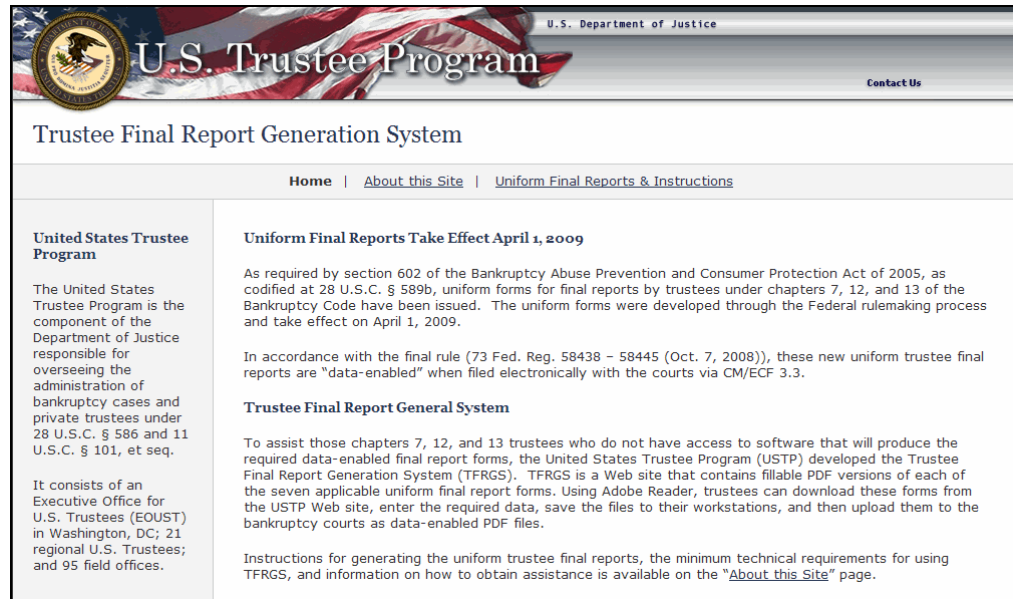 U.S. Department of Justice
U.S. Trustee Program
Contact Us
Trustee Final Report Generation System
Home | About this Site | Uniform Final Reports & Instructions
United States Trustee
Program
The United States
Trustee Program is the
component of the
Department of Justice
responsible for
overseeing the
administration of
bankruptcy cases and
private trustees under
28 U.S.C. § 586 and 11
U.S.C. § 101, et seq.
It consists of an
Executive Office for
U.S. Trustees (EOUST)
in Washington, DC; 21
regional U.S. Trustees;
and 95 field offices.
Uniform Final Reports Take Effect April 1, 2009
As required by section 602 of the Bankruptcy Abuse Prevention and Consumer Protection Act of 2005, as
codified at 28 U.S.C. § 589b, uniform forms for final reports by trustees under chapters 7, 12, and 13 of the
Bankruptcy Code have been issued.  The uniform forms were developed through the Federal rulemaking process
and take effect on April 1, 2009.
In accordance with the final rule (73 Fed. Reg. 58438 – 58445 (Oct. 7, 2008)), these new uniform trustee final
reports are “data-enabled” when filed electronically with the courts via CM/ECF 3.3.
Trustee Final Report General System
To assist those chapters 7, 12, and 13 trustees who do not have access to software that will produce the
required data-enabled final report forms, the United States Trustee Program (USTP) developed the Trustee
Final Report Generation System (TFRGS).  TFRGS is a Web site that contains fillable PDF versions of each of
the seven applicable uniform final report forms. Using Adobe Reader, trustees can download these forms from
the USTP Web site, enter the required data, save the files to their workstations, and then upload them to the
bankruptcy courts as data-enabled PDF files.
Instructions for generating the uniform trustee final reports, the minimum technical requirements for using
TFRGS, and information on how to obtain assistance is available on the “About this Site” page.